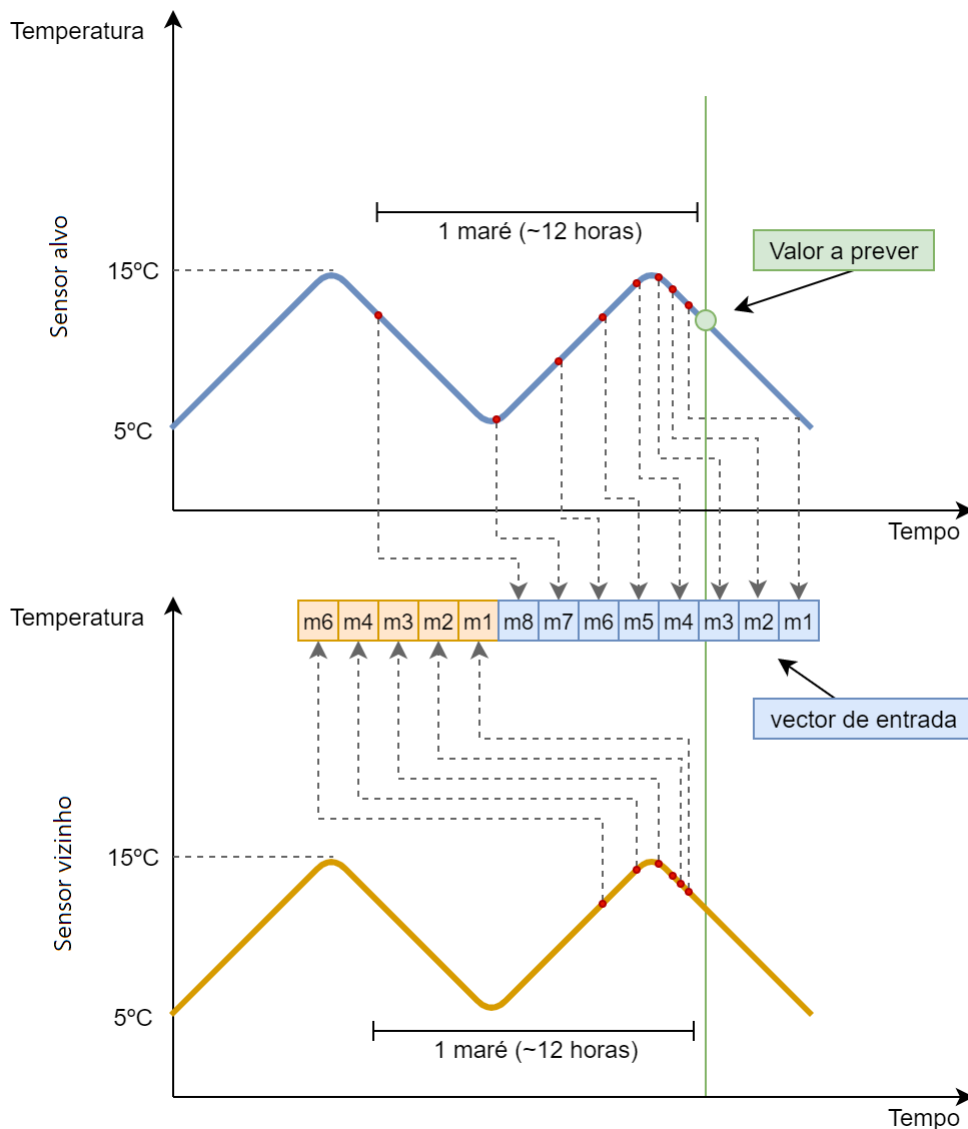 Temperatura
Sensor alvo
1 maré (~12 horas)
Valor a prever
15ºC
5ºC
Tempo
Temperatura
m6 m4 m3 m2 m1 m8 m7 m6 m5 m4 m3 m2 m1
vector de entrada
Sensor vizinho
15ºC
5ºC
1 maré (~12 horas)
Tempo